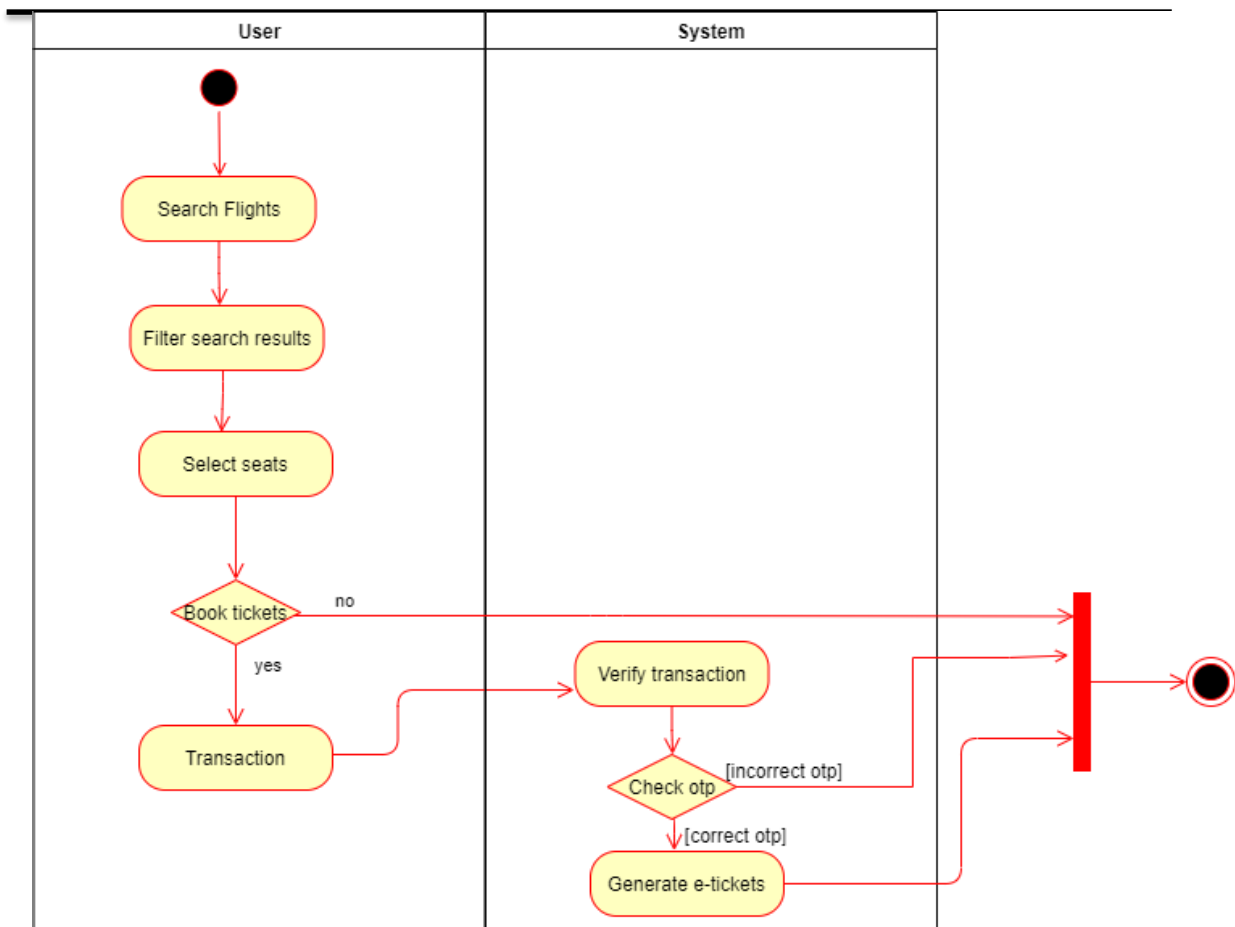 User
System
Search Flights
Filter search results
Select seats
Book tickets
no
yes
Verify transaction
Transaction
[incorrect otp]
Check otp
[correct otp]
Generate e-tickets